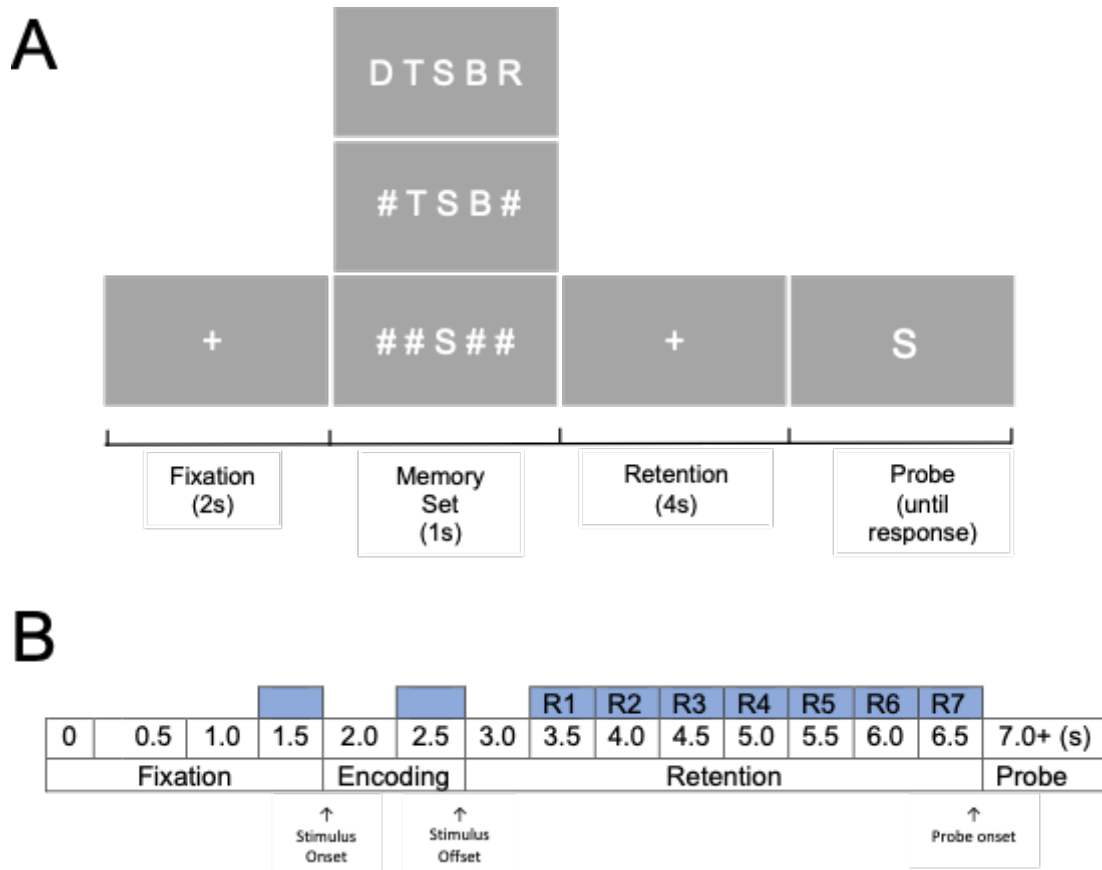 A
D T S B R
# T S B #
+
# # S # #
+
S
Fixation
(2s)
Memory
Set
(1s)
Retention
(4s)
Probe
(until
response)
B
R1 R2 R3 R4 R5 R6 R7
0 0.5 1.0 1.5 2.0 2.5 3.0 3.5 4.0 4.5 5.0 5.5 6.0 6.5 7.0+ (s)
Fixation Encoding Retention Probe
↑
Stimulus
Onset
↑
Stimulus
Offset
↑
Probe onset